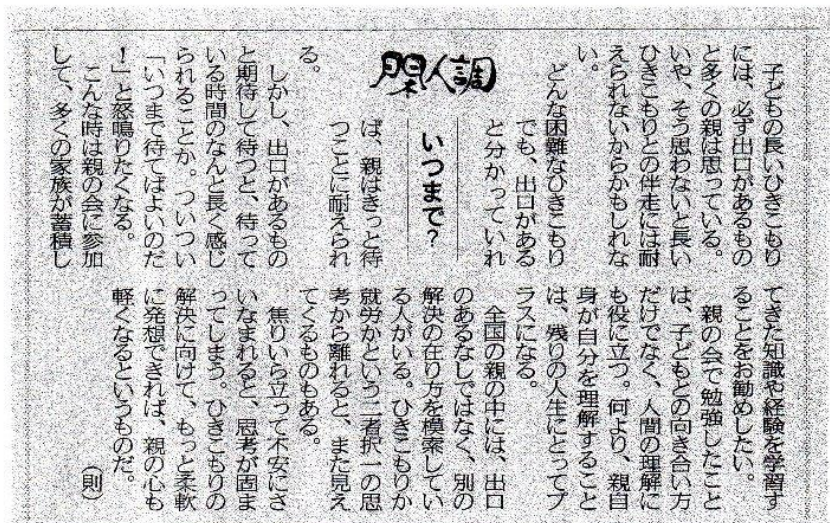 閑人調
いつまで？
子どもの長いひきこもり
には、必ず出口があるもの
と多くの親は思っている。
いや、そう思わないと長い
ひきこもりとの伴走には耐
えられないからかもしれな
い。
どんな困難なひきこもり
でも、出口がある
と分かっていれ
ば、親はきっと待
つことに耐えられ
る。
しかし、出口があるもの
と期待して待つと、待って
いる時間のなんと長く感じ
られることか。ついつい
「いつまで待てばよいのだ
！」と怒鳴りたくなる。
こんな時は親の会に参加
して、多くの家族が蓄積し
てきた知識や経験を学習す
ることをお勧めしたい。
親の会で勉強したこと
は、子どもとの向き合い方
だけでなく、人間の理解に
も役に立つ。何より、親自
身が自分を理解すること
は、残りの人生にとってプ
ラスになる。
全国の親の中には、出口
のあるなしではなく、別の
解決の在り方を模索してい
る人がいる。ひきこもりか
就労かという二者択一の思
考から離れると、また見え
てくるものもある。
焦りいら立って不安にさ
いなまれると、思考が固ま
ってしまう。ひきこもりの
解決に向けて、もっと柔軟
に発想できれば、親の心も
軽くなるというものだ。
（則）